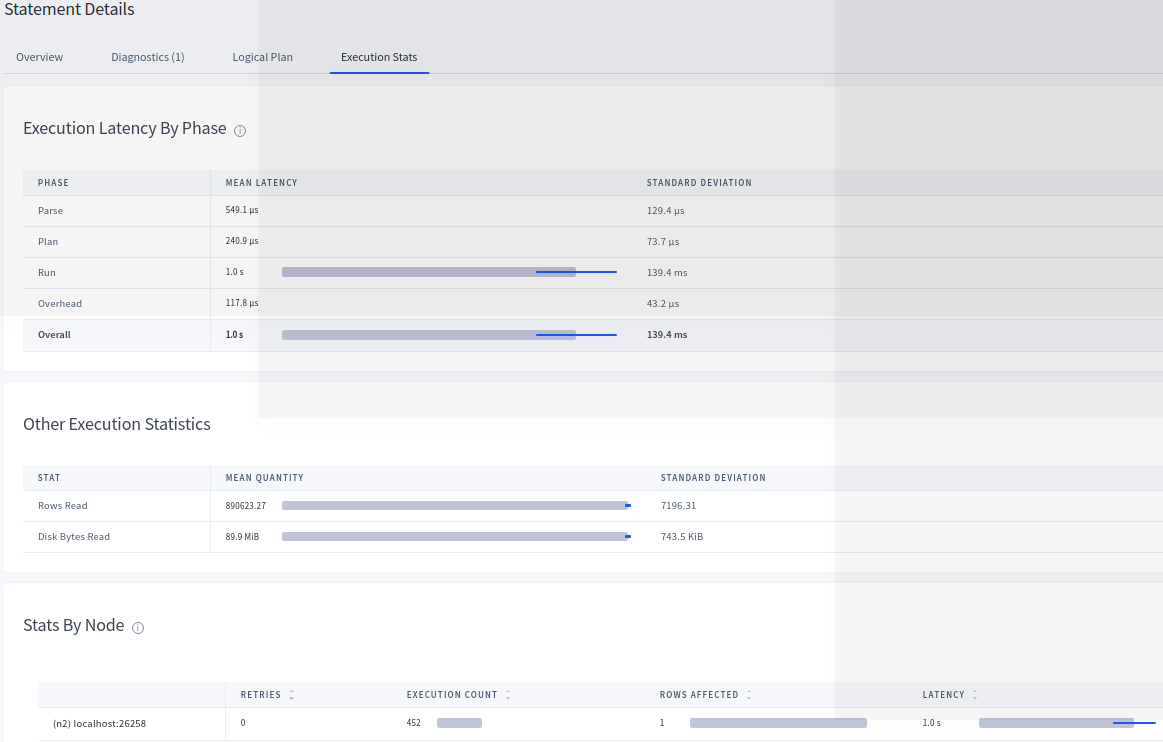 Statement Details
Overview Diagnostics (1) Logical Plan Execution Stats
Execution Latency By Phase
PHASE MEAN LATENCY STANDARD DEVIATION
Parse 549.1 µs 129.4 µs
Plan 240.9 µs 73.7 µs
Run 1.0 s 139.4 ms
Overhead 117.8 µs 43.2 µs
Overall 1.0 s 139.4 ms
Other Execution Statistics
STAT MEAN QUANTITY STANDARD DEVIATION
Rows Read 890623.27 7196.31
Disk Bytes Read 89.9 MiB 743.5 KiB
Stats By Node
RETRIES EXECUTION COUNT ROWS AFFECTED LATENCY
(n2) localhost:26258 0 452 1 1.0 s